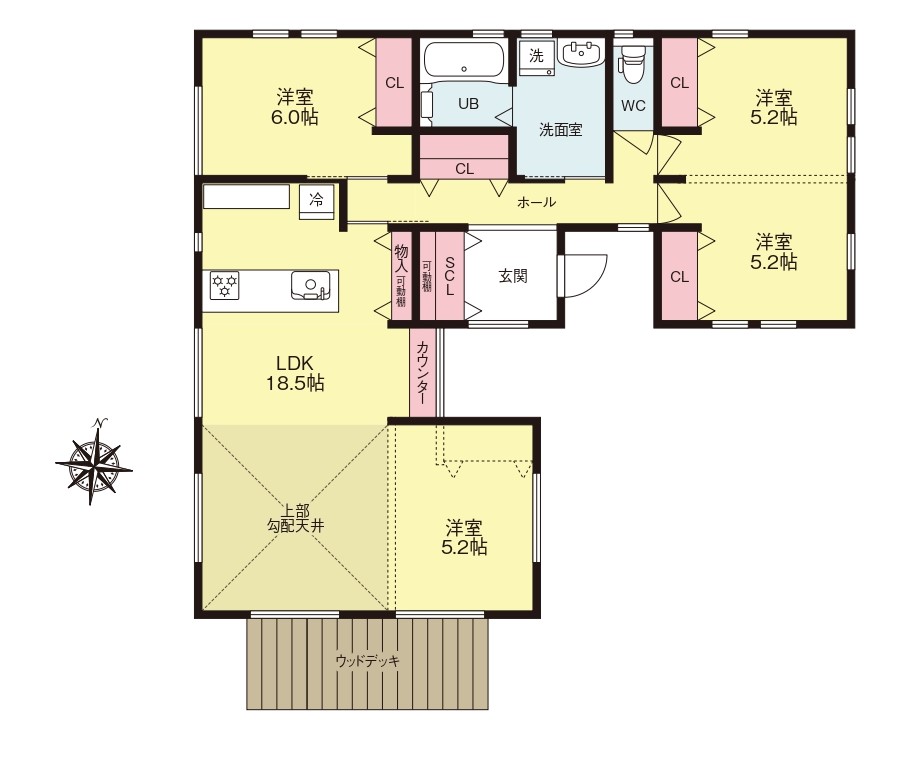 洋室
6.0帖
CL
UB
洗
洗面室
WC
CL
洋室
5.2帖
CL
冷
ホール
物入
可動棚
可動棚
SCL
玄関
CL
洋室
5.2帖
LDK
18.5帖
カウンター
N
上部
勾配天井
洋室
5.2帖
ウッドデッキ